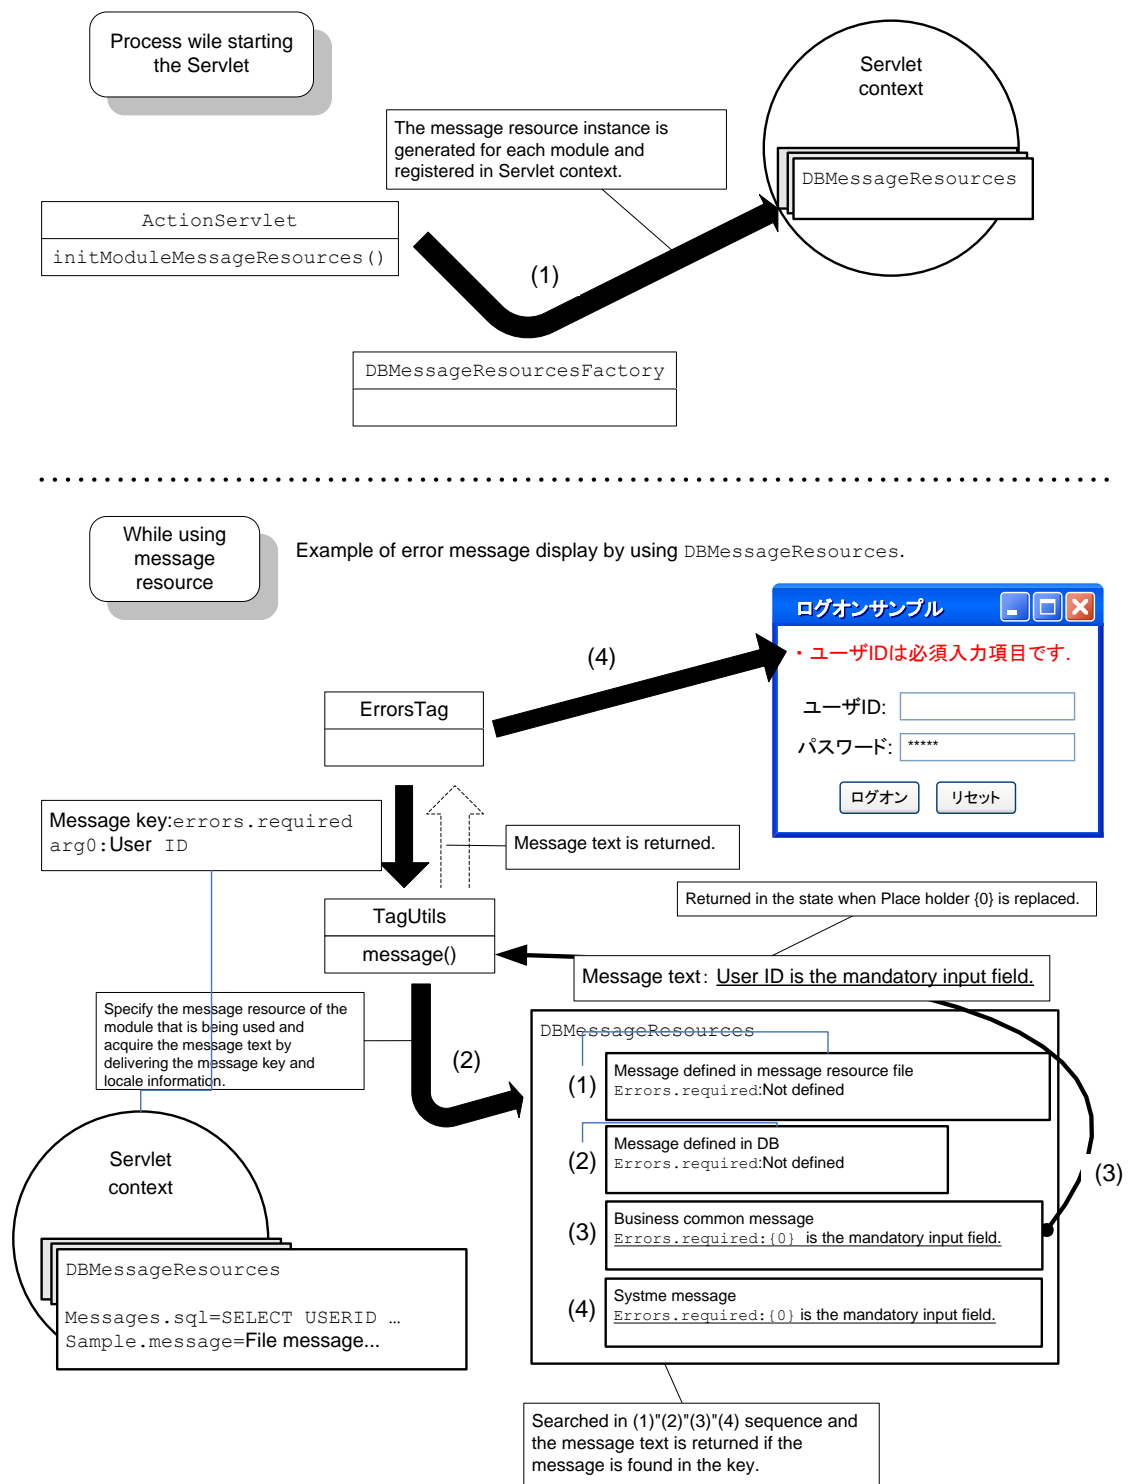 Process wile starting
the Servlet
Servlet
context
The message resource instance is
generated for each module and
registered in Servlet context.
DBMessageResources
ActionServlet
initModuleMessageResources()
(1)
DBMessageResourcesFactory
While using
message
resource
Example of error message display by using DBMessageResources.
ログオンサンプル
・ユーザIDは必須入力項目です.
ユーザID:
パスワード:
*****
ログオン
リセット
(4)
ErrorsTag
Message key:errors.required
arg0:User ID
Message text is returned.
TagUtils
message()
Returned in the state when Place holder {0} is replaced.
Message text: User ID is the mandatory input field.
Specify the message resource of the
module that is being used and
acquire the message text by
delivering the message key and
locale information.
(2)
DBMessageResources
(1)
Message defined in message resource file
Errors.required:Not defined
(2)
Message defined in DB
Errors.required:Not defined
(3)
(3)
Business common message
Errors.required:{0} is the mandatory input field.
(4)
Systme message
Errors.required:{0} is the mandatory input field.
Servlet
context
DBMessageResources
Messages.sql=SELECT USERID …
Sample.message=File message...
Searched in (1)"(2)"(3)"(4) sequence and
the message text is returned if the
message is found in the key.